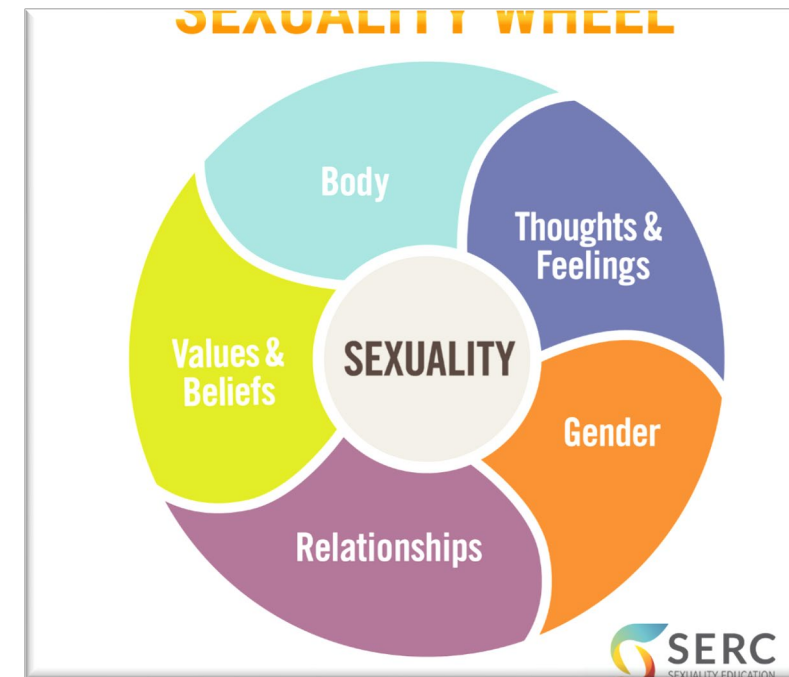 SEXUALITY WHEEL
Body
Thoughts &
Feelings
Values &
Beliefs
SEXUALITY
Gender
Relationships
SERC
SEXUALITY EDUCATION